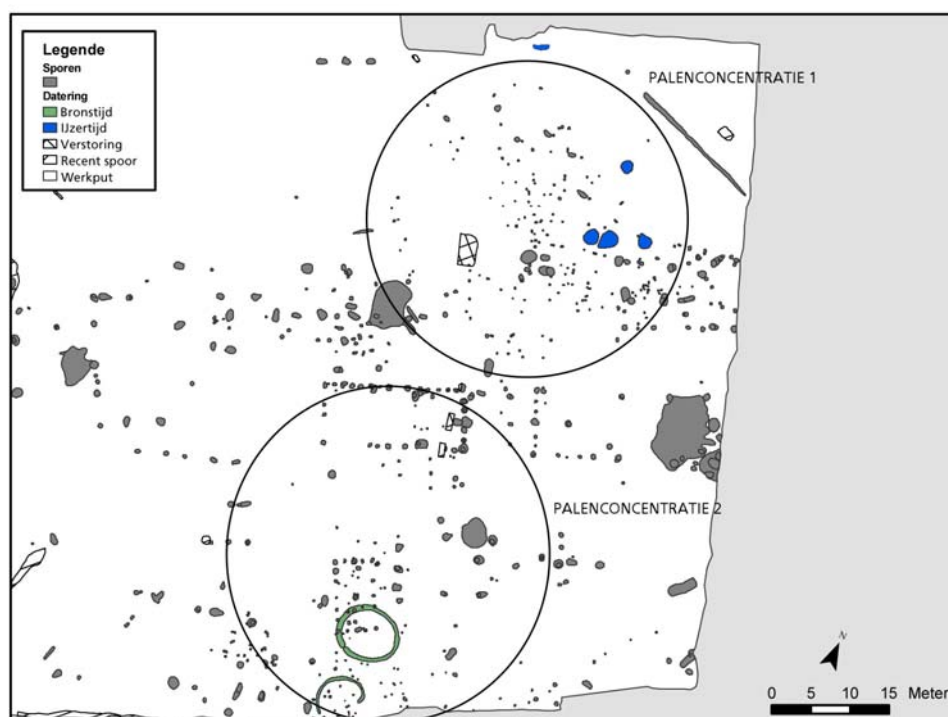 Legende
Sporen
Datering
Bronstijd
IJzertijd
Verstoring
Recent spoor
Werkput
PALENCONCENTRATIE 1
PALENCONCENTRATIE 2
N
0 5 10 15 Meter